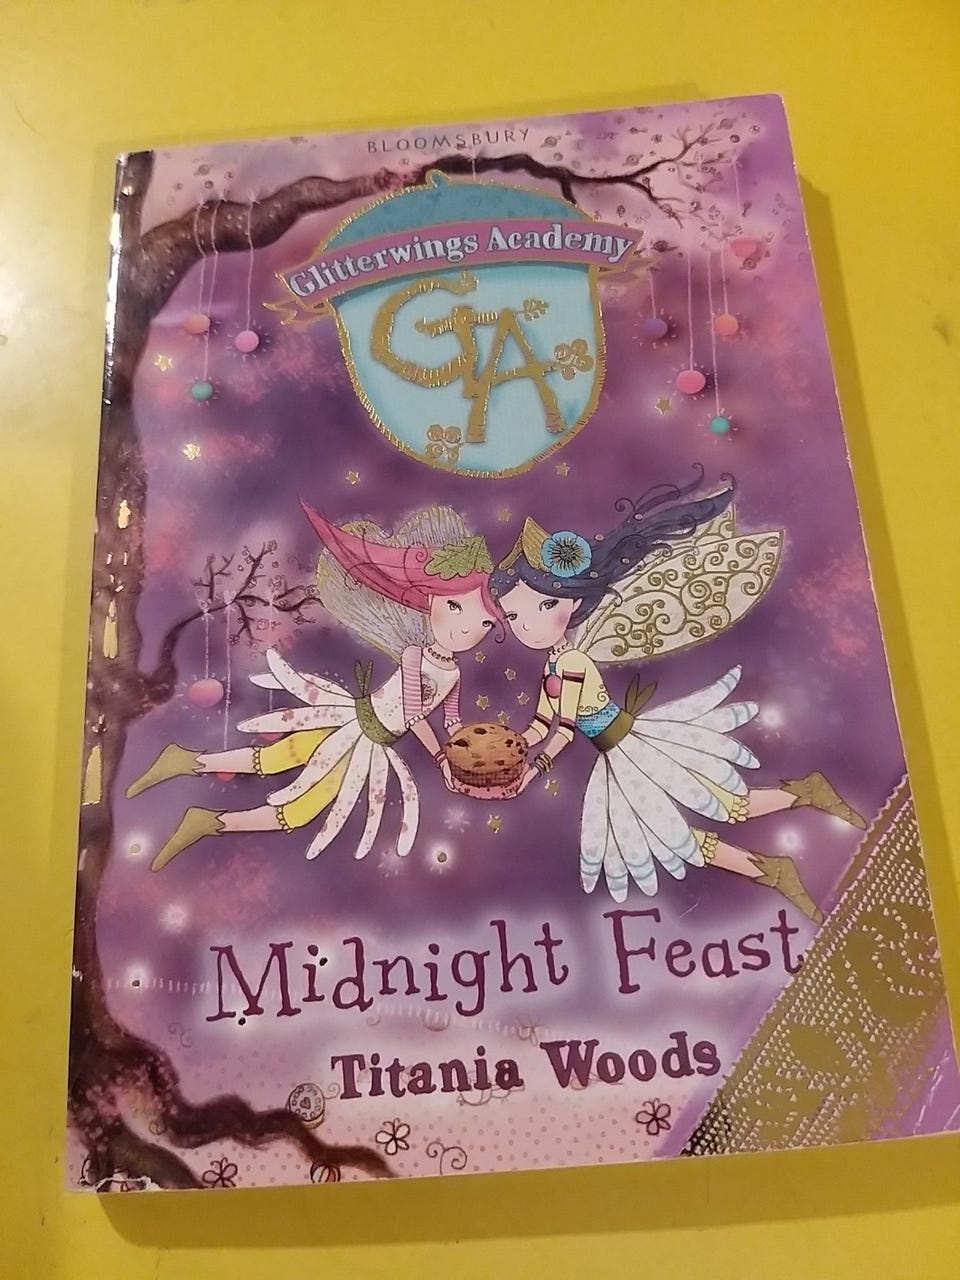 BLOOMSBURY
Glitterwings Academy
GA
Midnight Feast
Titania Woods